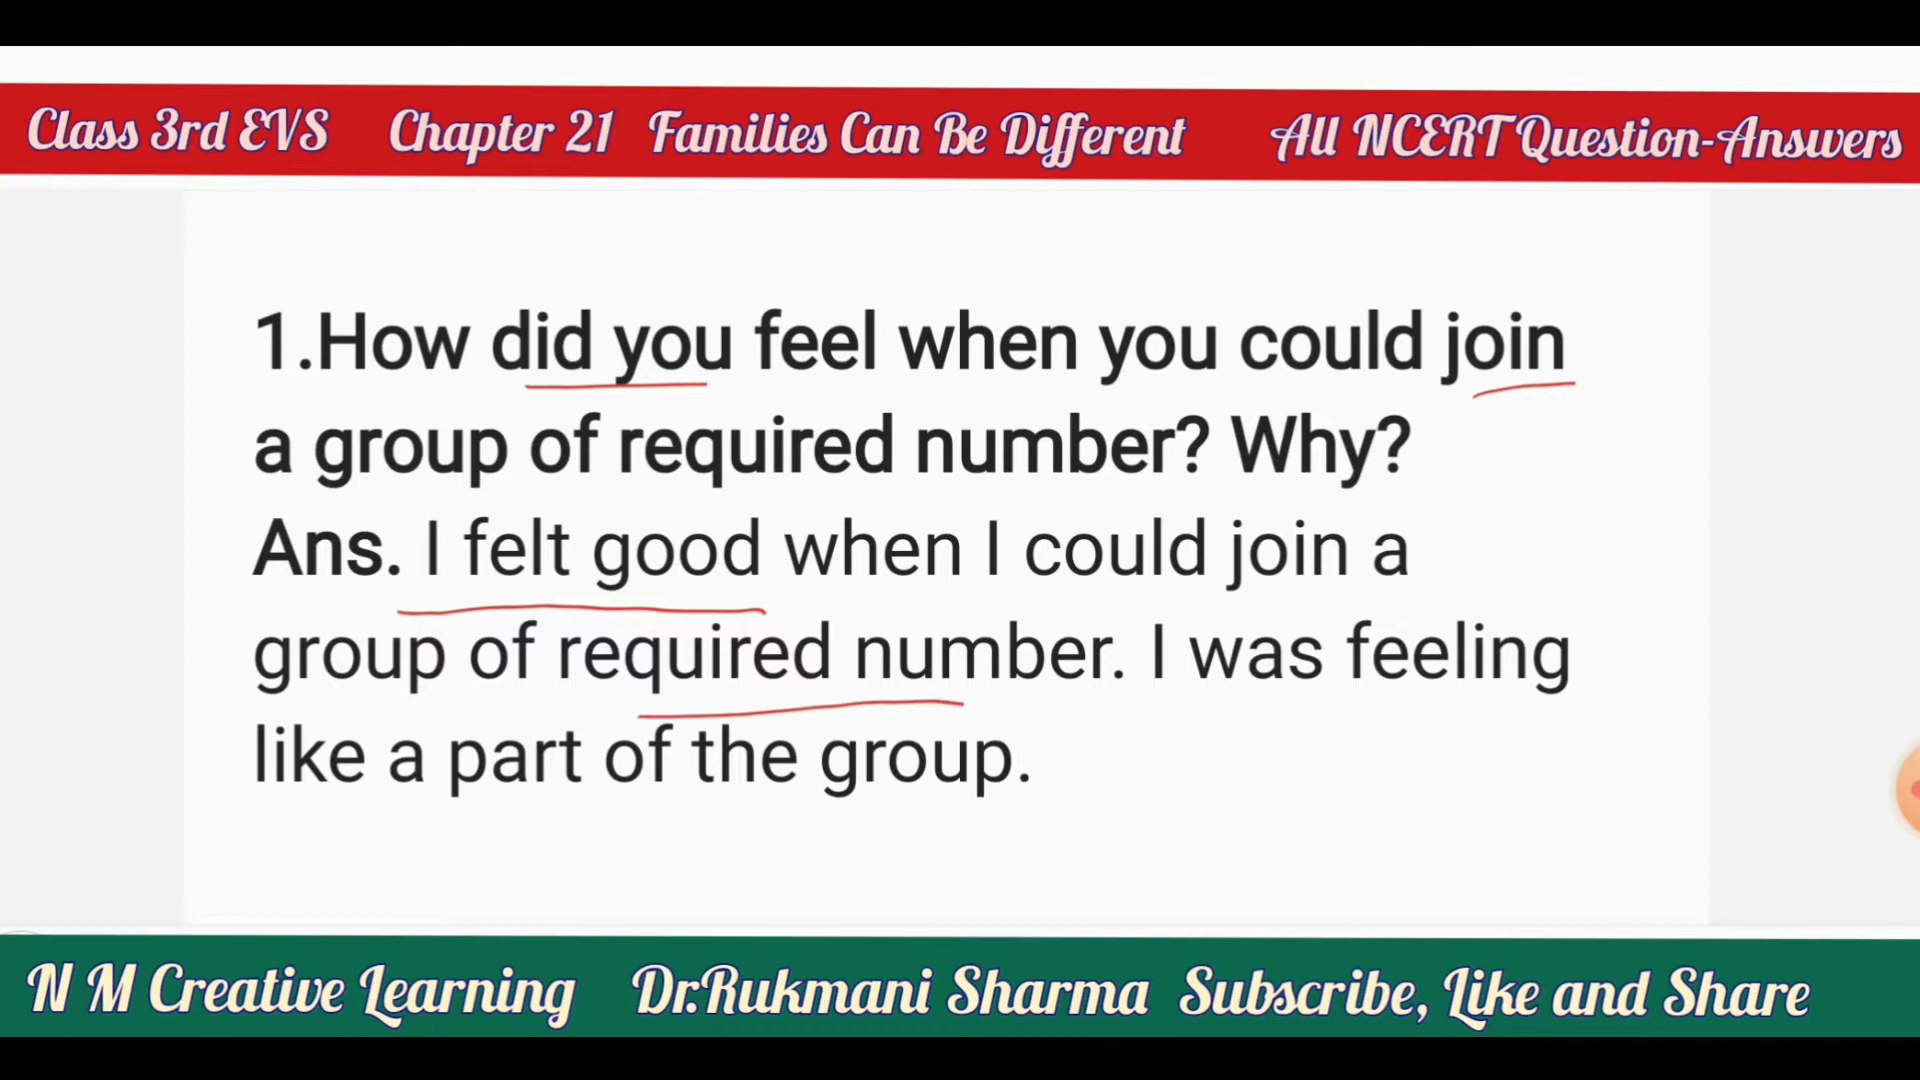 Class 3rd EVS Chapter 21 Families Can Be Different All NCERT Question-Answers
1.How did you feel when you could join
a group of required number? Why?
Ans. I felt good when I could join a
group of required number. I was feeling
like a part of the group.
N M Creative Learning Dr.Rukmani Sharma Subscribe, Like and Share